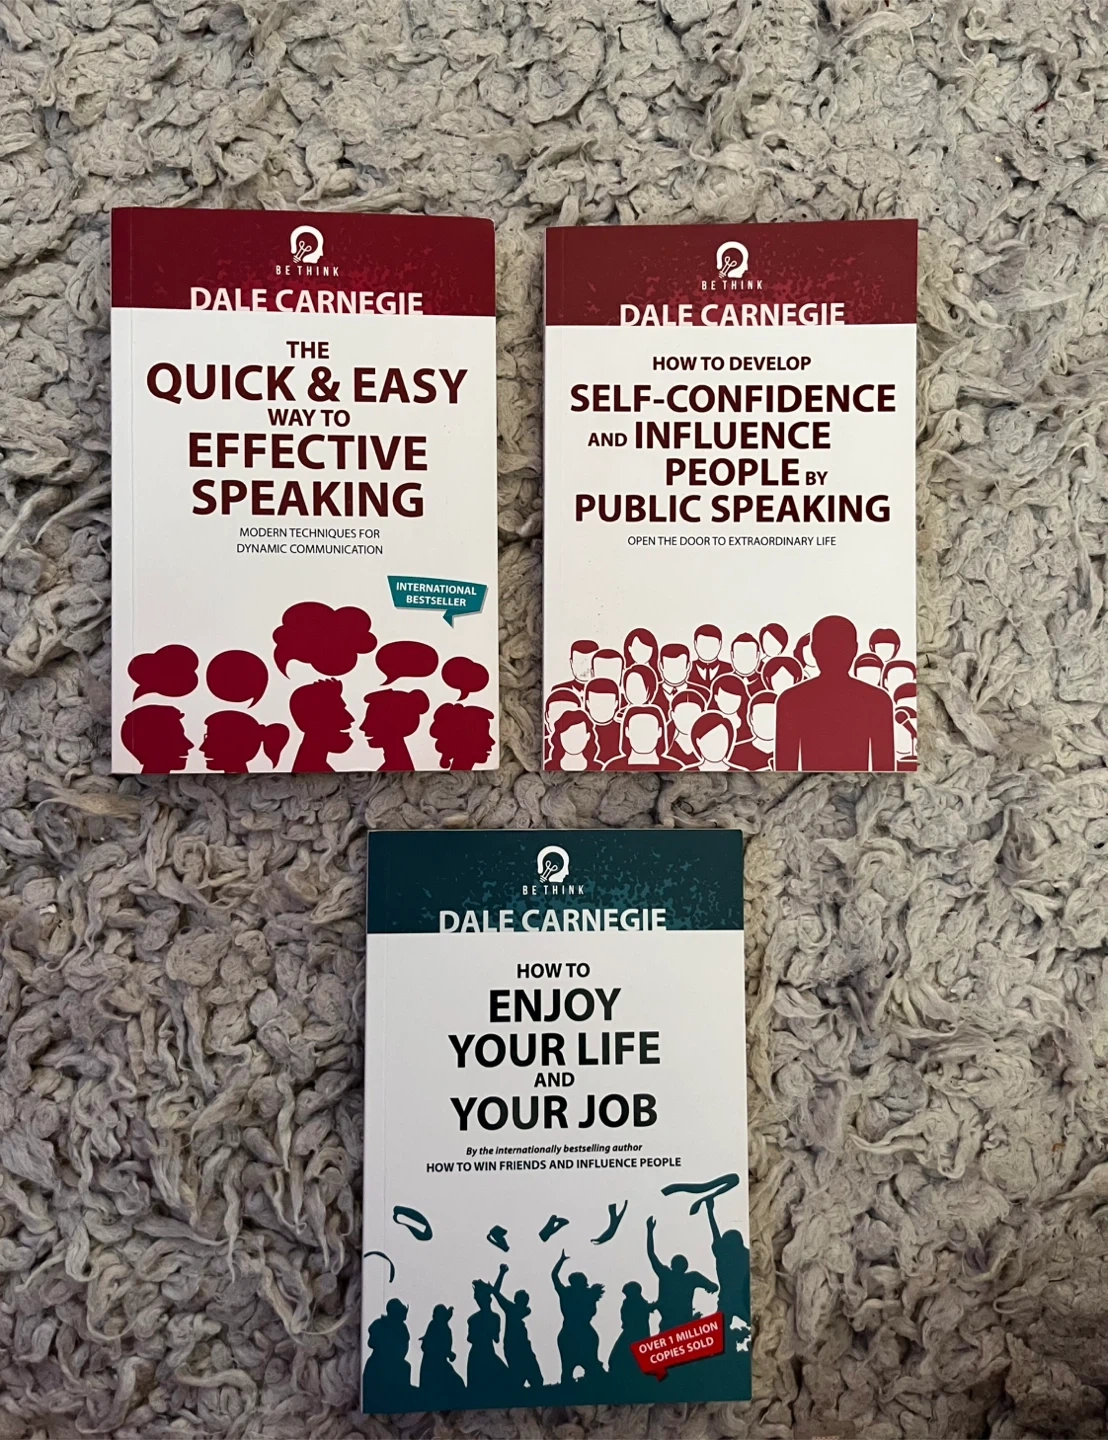 BE THINK
DALE CARNEGIE
THE
QUICK & EASY
WAY TO
EFFECTIVE
SPEAKING
MODERN TECHNIQUES FOR
DYNAMIC COMMUNICATION
INTERNATIONAL
BESTSELLER
BE THINK
DALE CARNEGIE
HOW TO DEVELOP
SELF-CONFIDENCE
AND INFLUENCE
PEOPLE BY
PUBLIC SPEAKING
OPEN THE DOOR TO EXTRAORDINARY LIFE
BE THINK
DALE CARNEGIE
HOW TO
ENJOY
YOUR LIFE
AND
YOUR JOB
By the internationally bestselling author
HOW TO WIN FRIENDS AND INFLUENCE PEOPLE
OVER 1 MILLION
COPIES SOLD